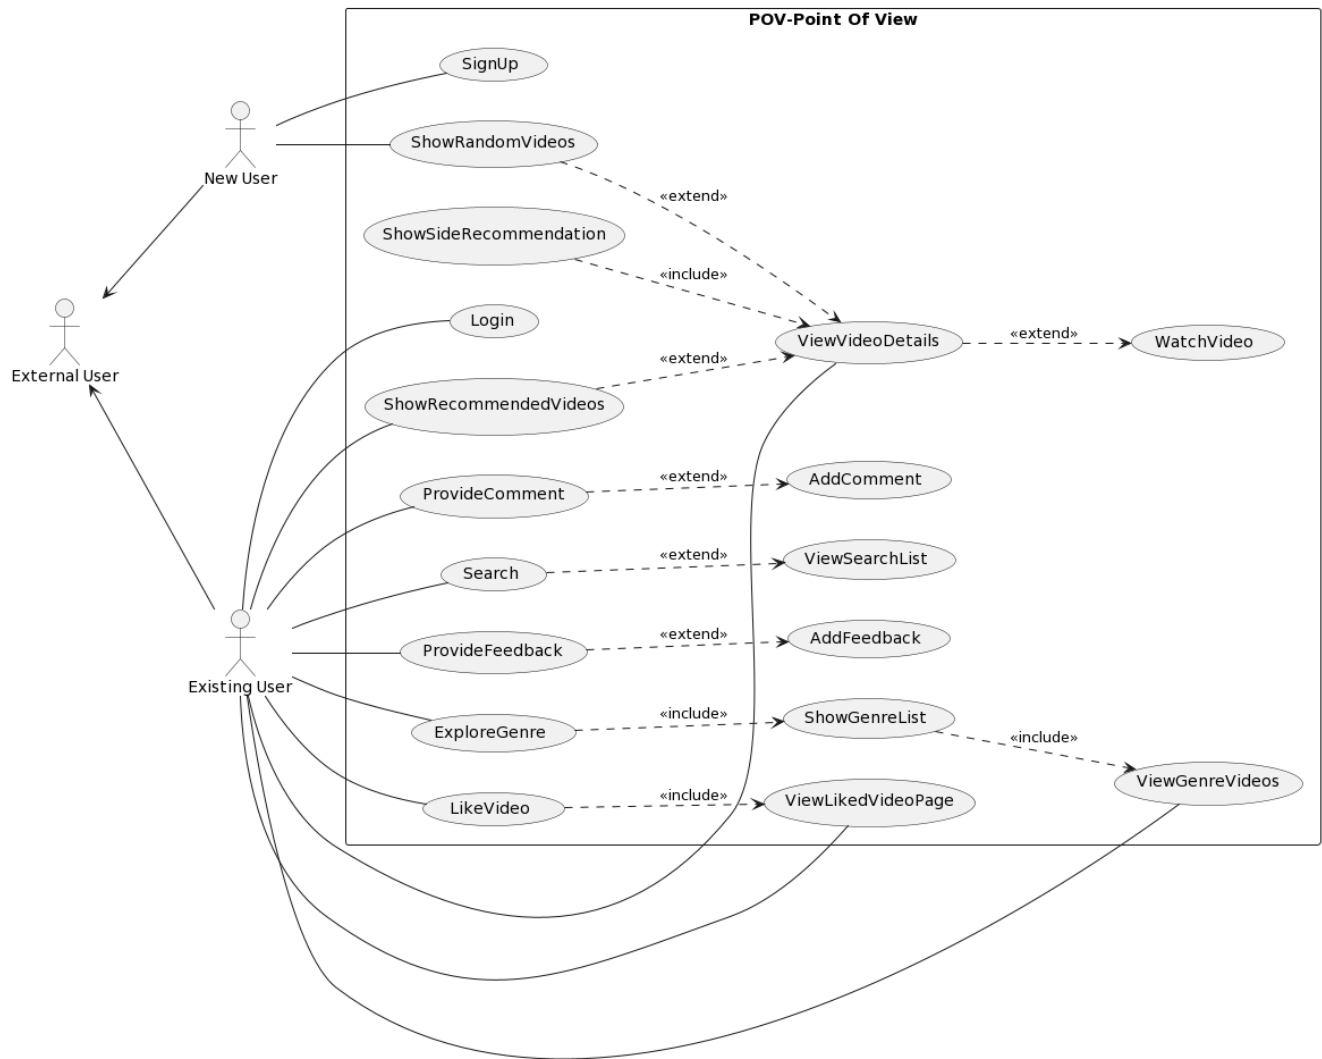 POV-Point Of View
SignUp
ShowRandomVideos
New User
«extend»
ShowSideRecommendation
«include»
Login
ViewVideoDetails
«extend»
WatchVideo
External User
«extend»
ShowRecommendedVideos
ProvideComment
«extend»
AddComment
Search
«extend»
ViewSearchList
ProvideFeedback
«extend»
AddFeedback
Existing User
ExploreGenre
«include»
ShowGenreList
«include»
ViewGenreVideos
LikeVideo
«include»
ViewLikedVideoPage